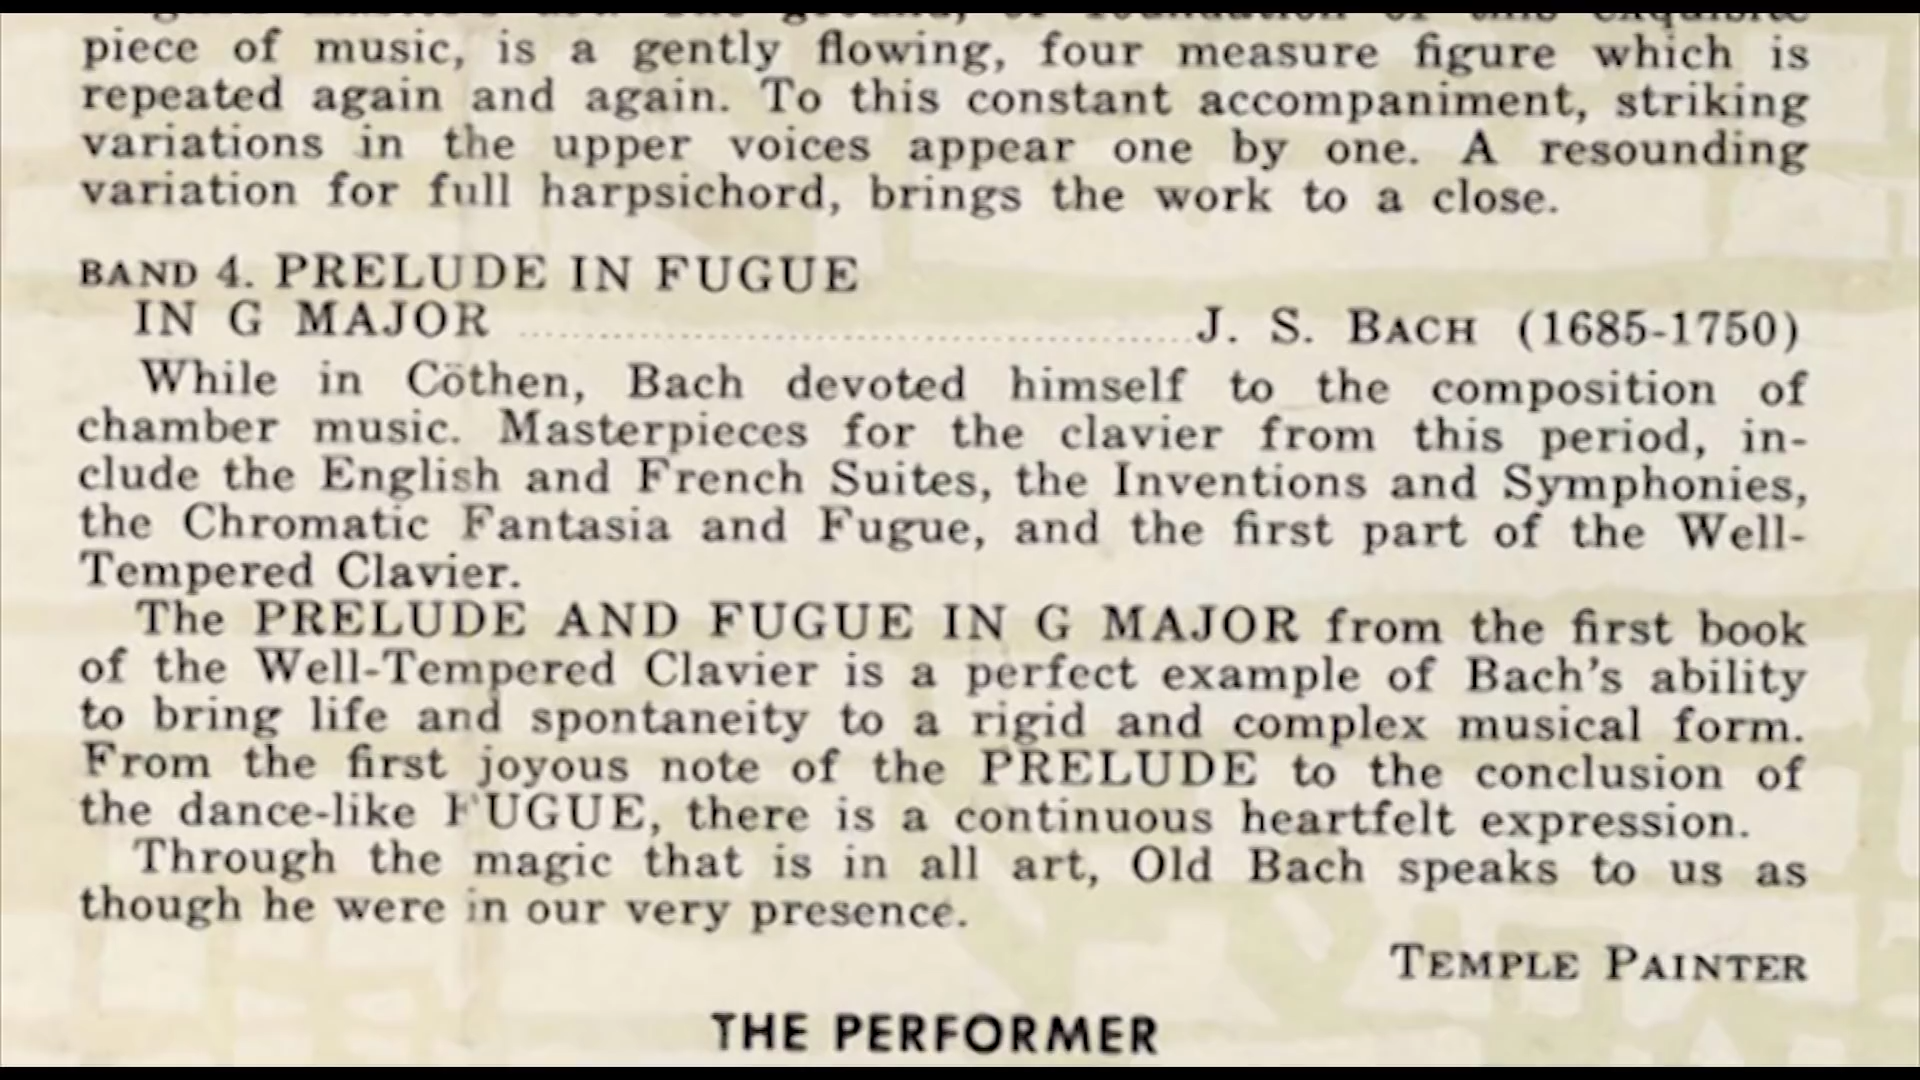 piece of music, is a gently flowing, four measure figure which is
repeated again and again. To this constant accompaniment, striking
variations in the upper voices appear one by one. A resounding
variation for full harpsichord, brings the work to a close.
BAND 4. PRELUDE IN FUGUE
IN G MAJOR ........ J. S. BACH (1685-1750)
While in Cöthen, Bach devoted himself to the composition of
chamber music. Masterpieces for the clavier from this period, in-
clude the English and French Suites, the Inventions and Symphonies,
the Chromatic Fantasia and Fugue, and the first part of the Well-
Tempered Clavier.
The PRELUDE AND FUGUE IN G MAJOR from the first book
of the Well-Tempered Clavier is a perfect example of Bach's ability
to bring life and spontaneity to a rigid and complex musical form.
From the first joyous note of the PRELUDE to the conclusion of
the dance-like FUGUE, there is a continuous heartfelt expression.
Through the magic that is in all art, Old Bach speaks to us as
though he were in our very presence.
TEMPLE PAINTER
THE PERFORMER